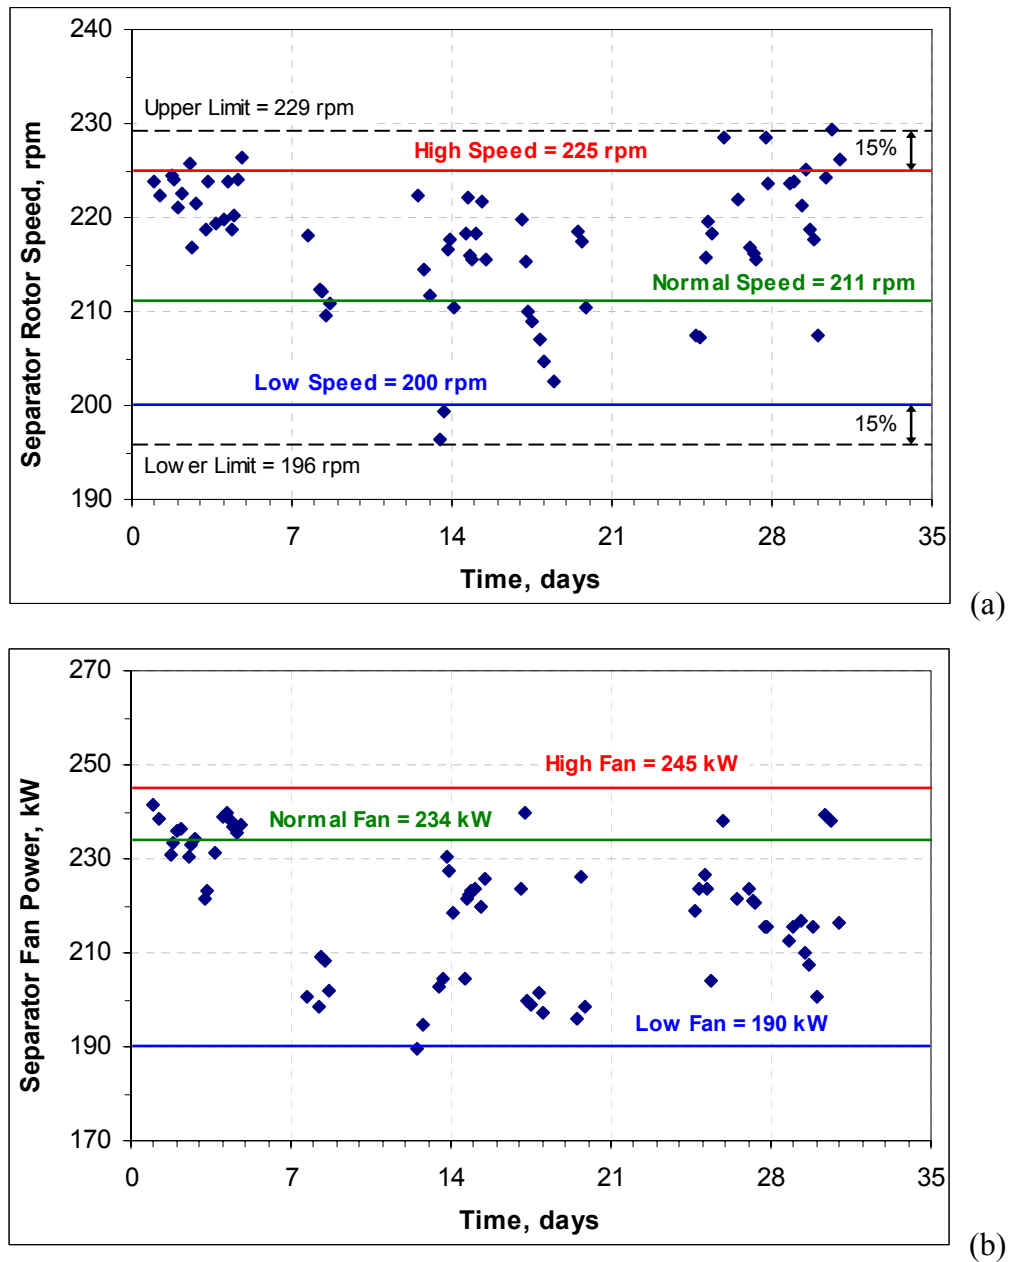 240
230
220
210
200
190
Separator Rotor Speed, rpm
Upper Limit = 229 rpm
High Speed = 225 rpm
15%
Normal Speed = 211 rpm
Low Speed = 200 rpm
15%
Lower Limit = 196 rpm
0 7 14 21 28 35
Time, days
(a)
270
250
230
210
190
170
Separator Fan Power, kW
High Fan = 245 kW
Normal Fan = 234 kW
Low Fan = 190 kW
0 7 14 21 28 35
Time, days
(b)